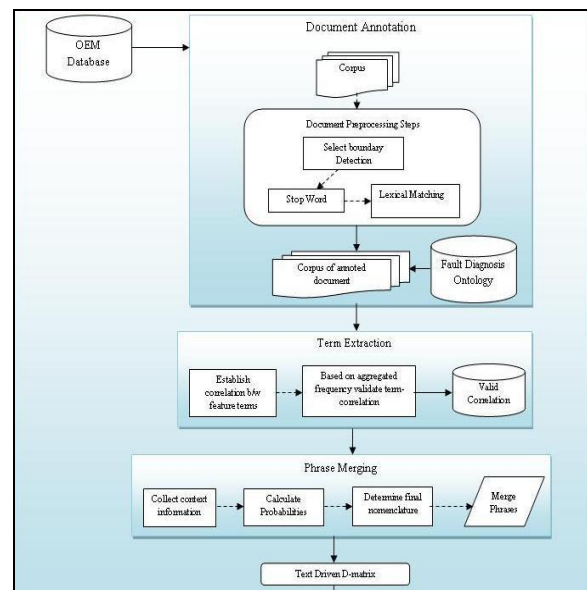 OEM
Database
Document Annotation
Corpus
Document Preprocessing Steps
Select boundary
Detection
Stop Word
Lexical Matching
Corpus of annoted
document
Fault Diagnosis
Ontology
Term Extraction
Establish
correlation b/w
feature terms
Based on aggregated
frequency validate term-
correlation
Valid
Correlation
Phrase Merging
Collect context
information
Calculate
Probabilities
Determine final
nomenclature
Merge
Phrases
Text Driven D-matrix